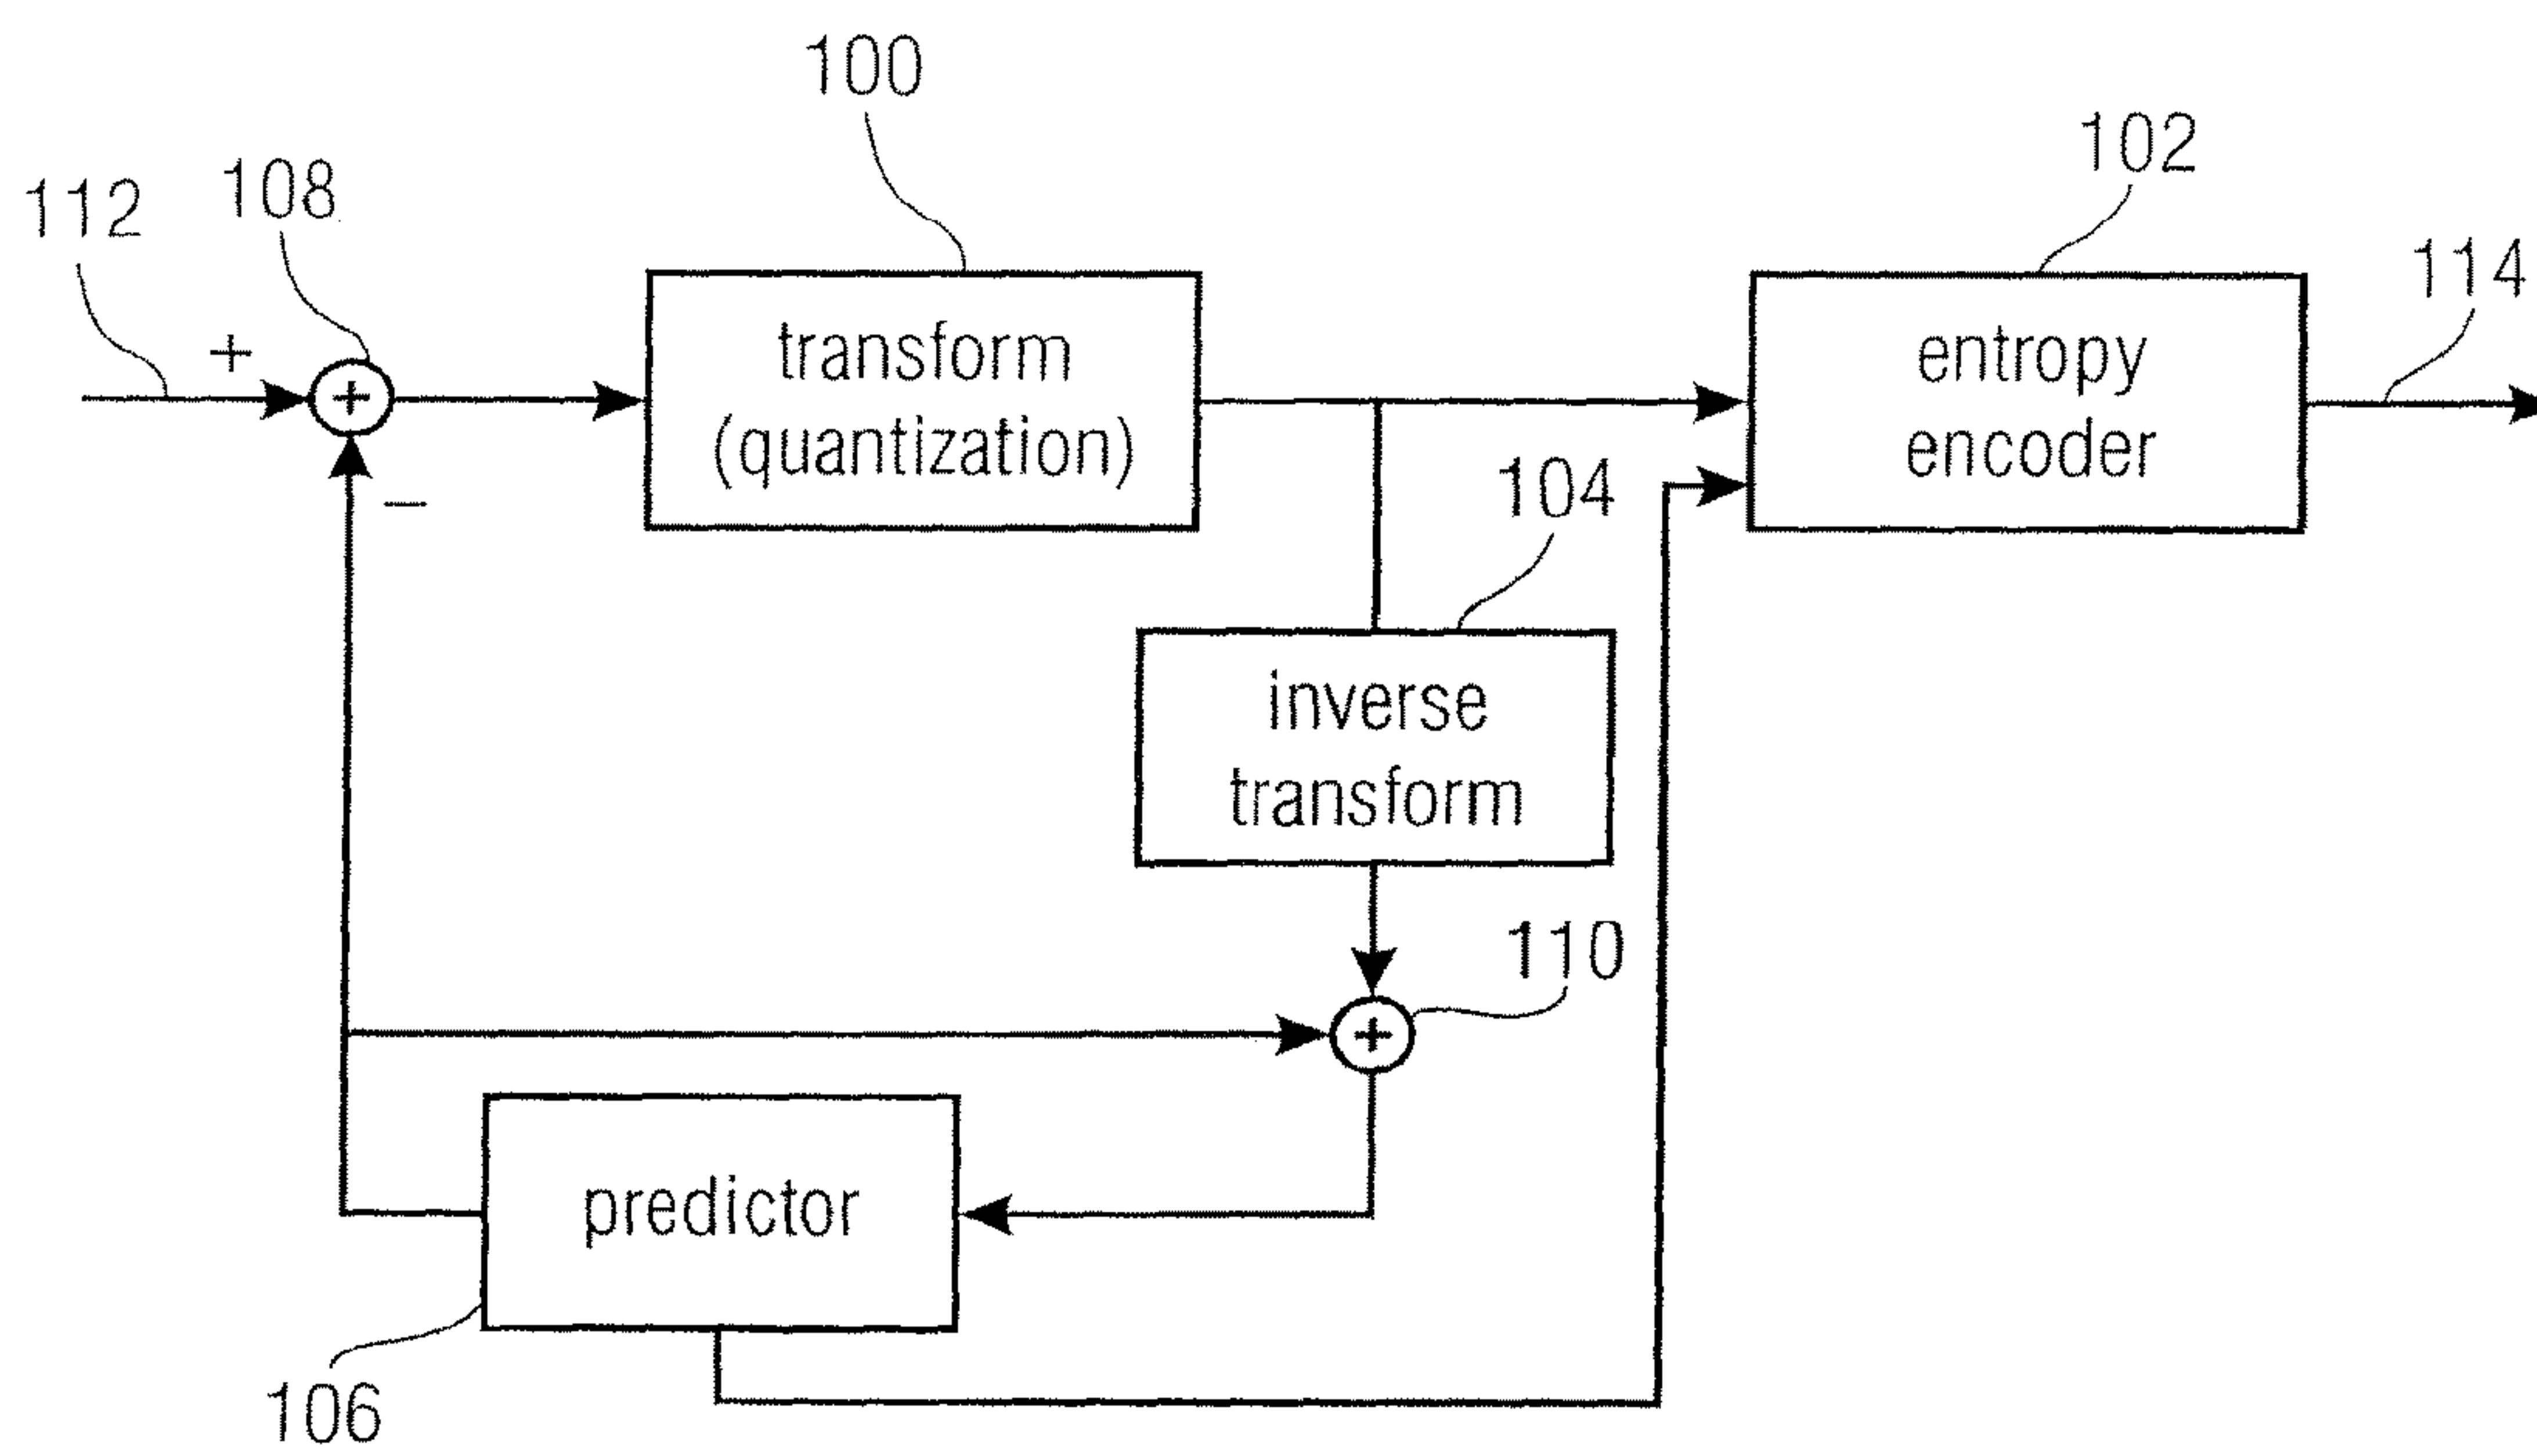 100
102
112
108
114
+
+
transform
(quantization)
entropy
encoder
−
104
inverse
transform
110
+
predictor
106